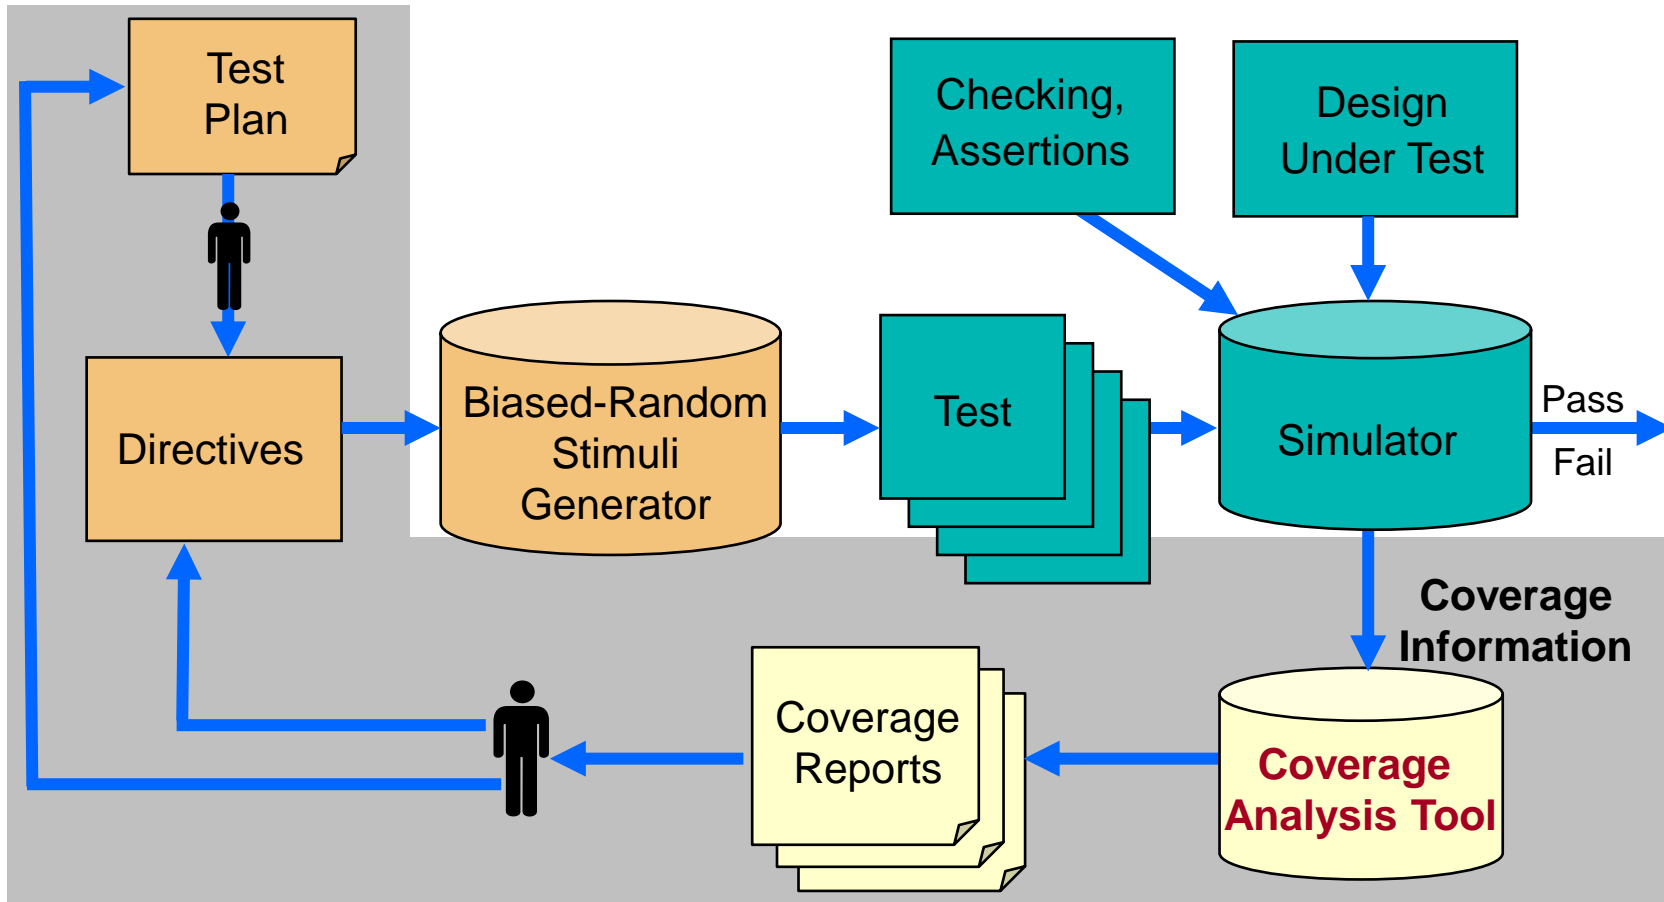 Test
Plan
Checking,
Assertions
Design
Under Test
Directives
Biased-Random
Stimuli
Generator
Test
Simulator
Pass
Fail
Coverage
Information
Coverage
Reports
Coverage
Analysis Tool